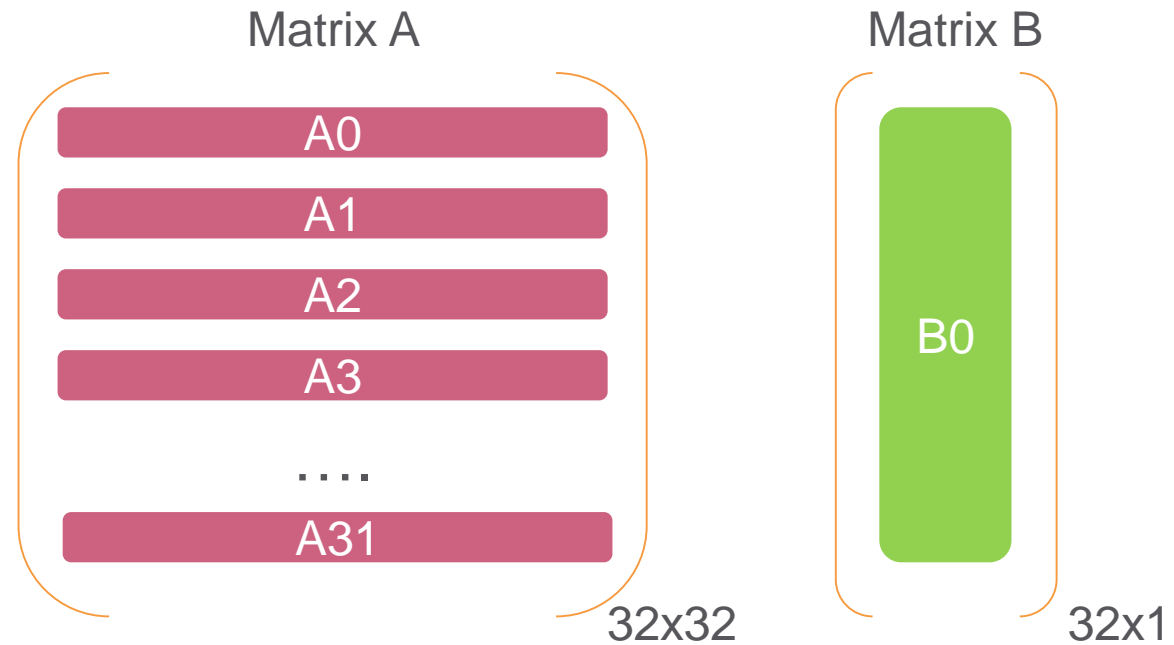 Matrix A
Matrix B
A0
A1
A2
A3
B0
....
A31
32x32
32x1